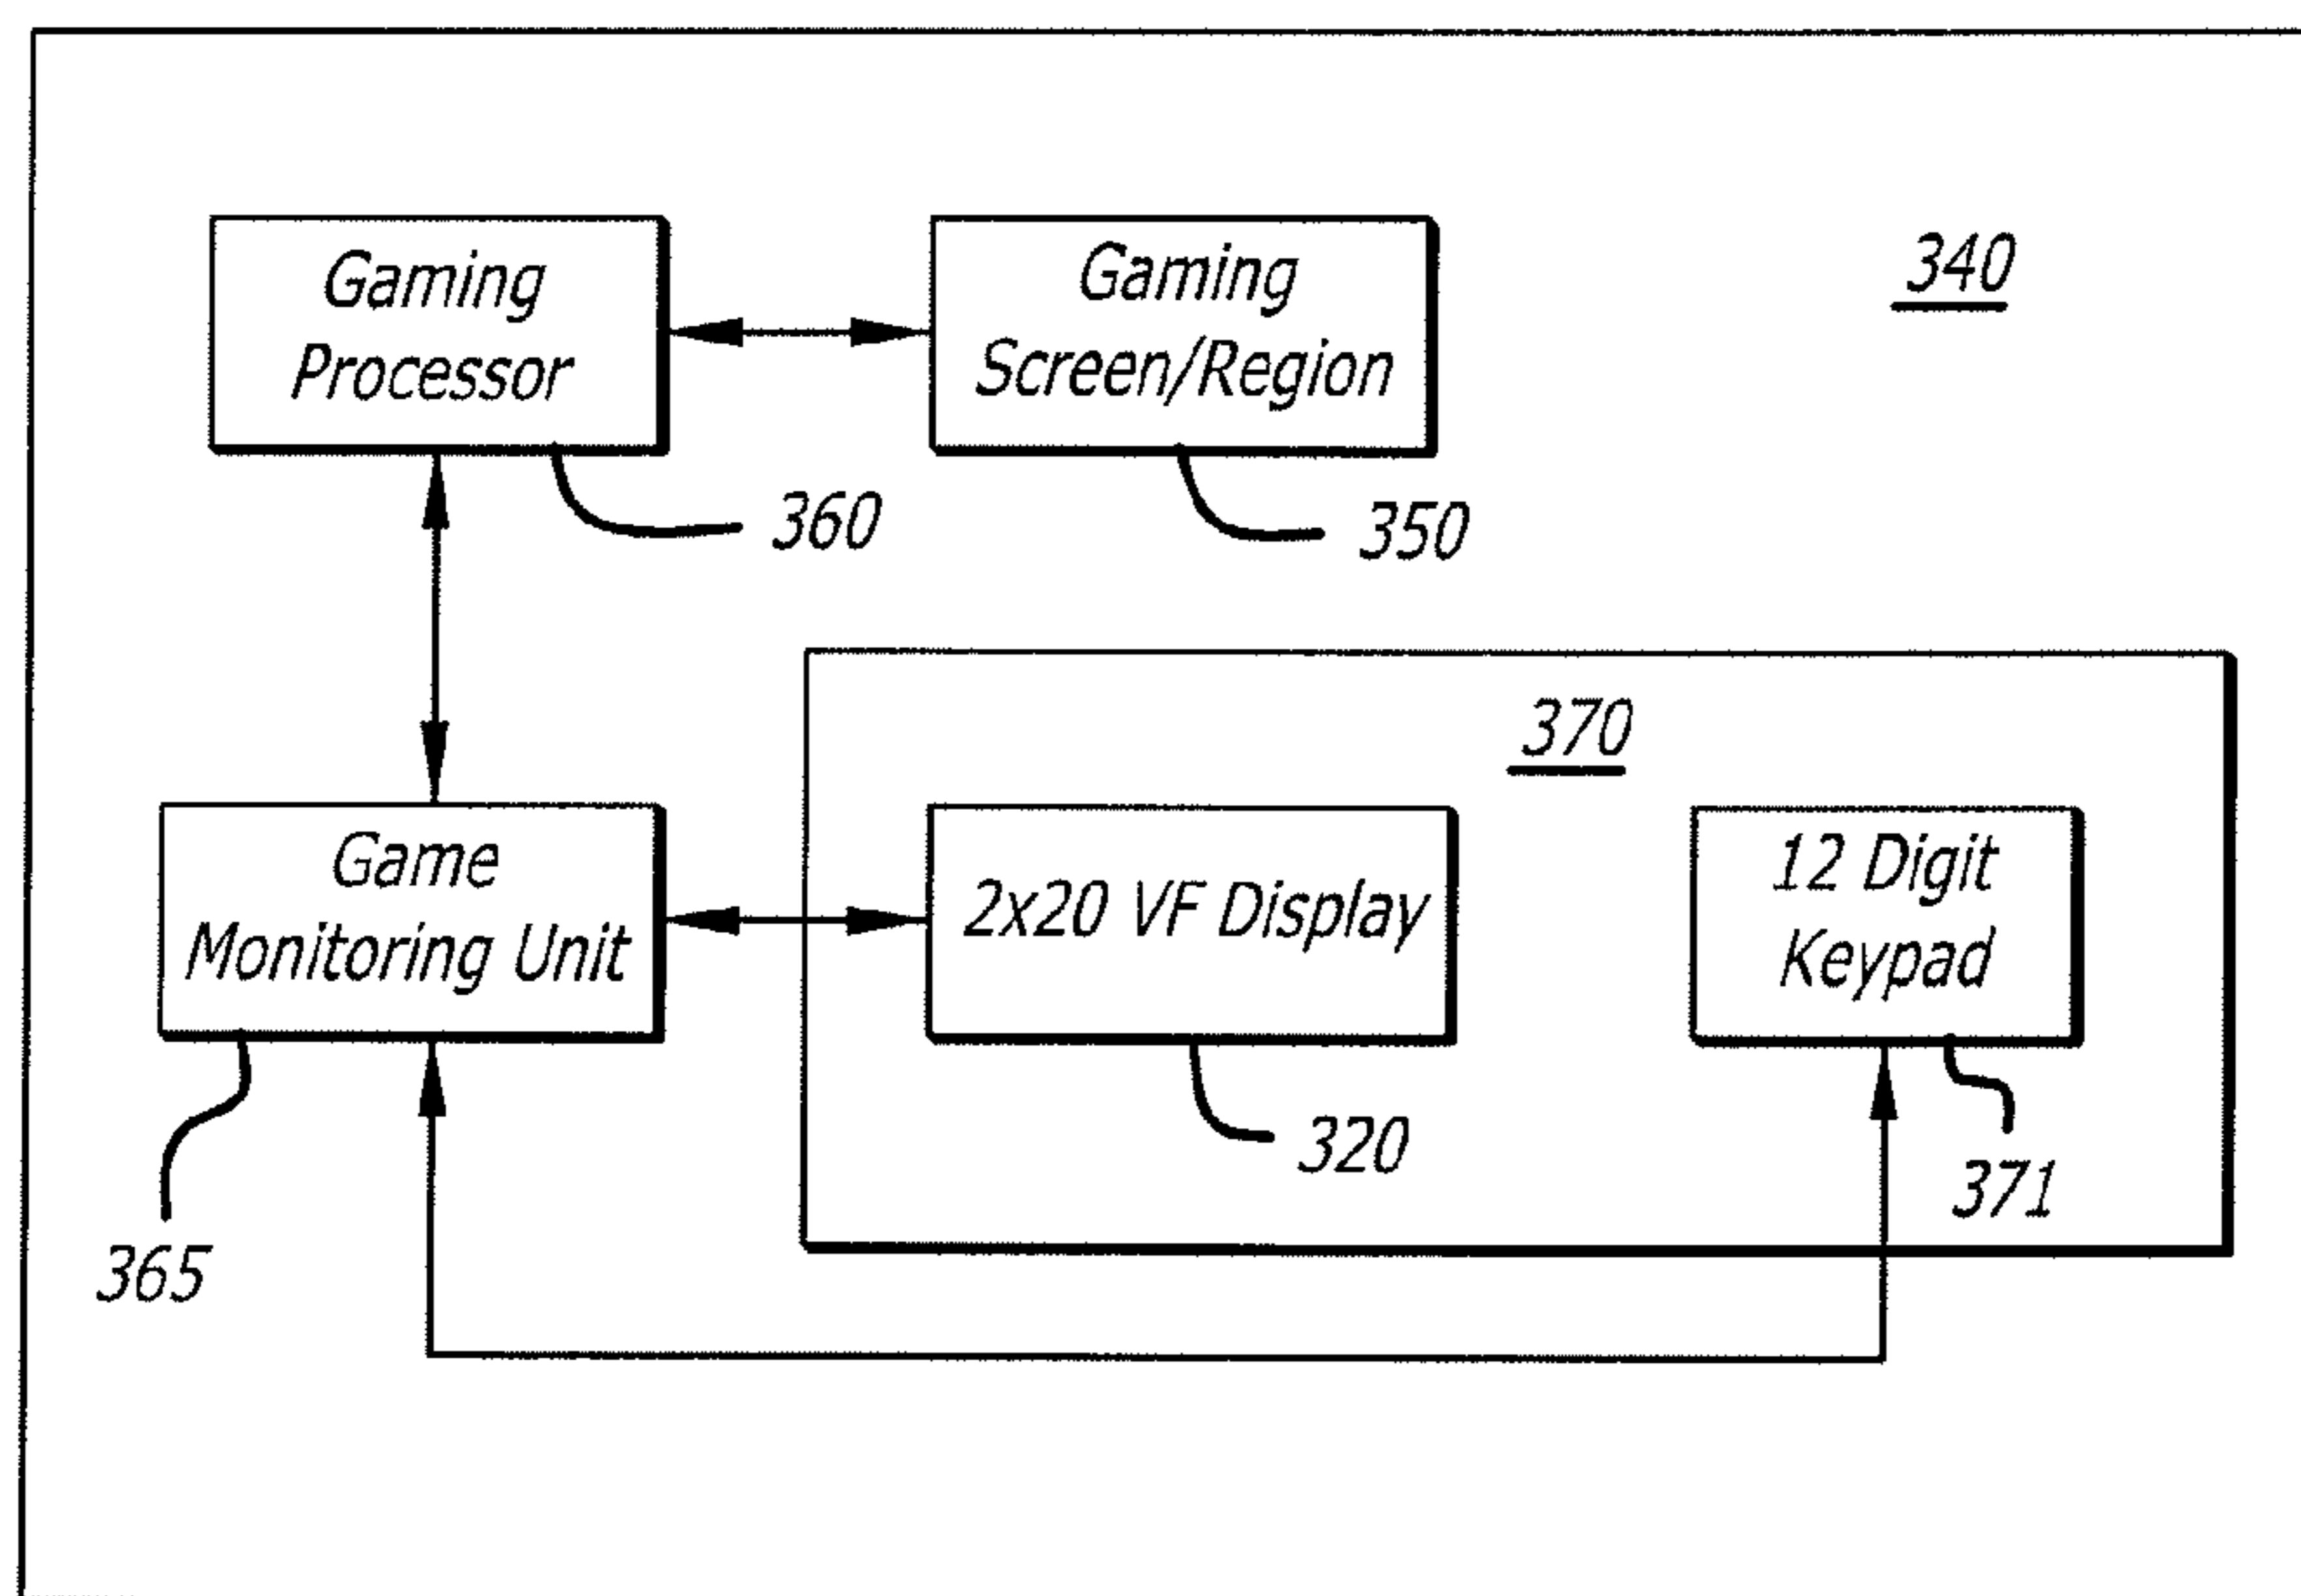 Gaming
Processor
360
Gaming
Screen/Region
350
340
370
Game
Monitoring Unit
365
2x20 VF Display
320
12 Digit
Keypad
371